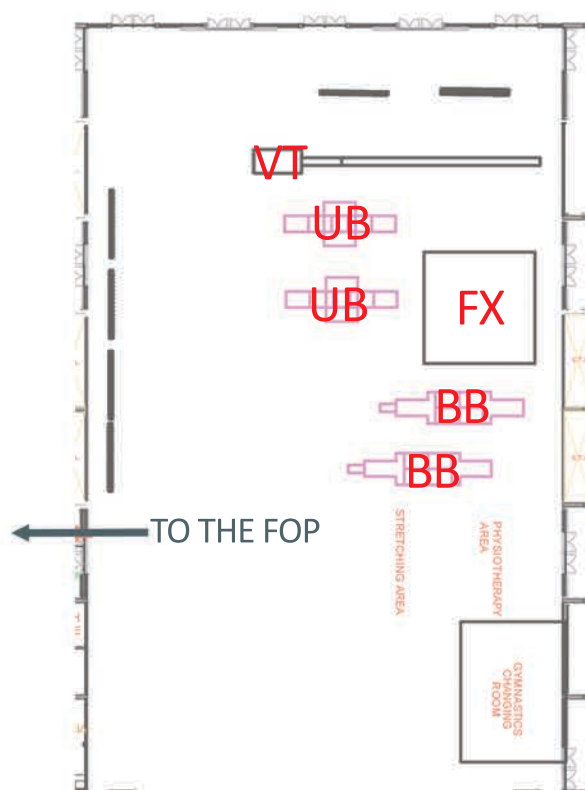 VT
UB
UB
FX
BB
BB
TO THE FOP
STRETCHING AREA
PHYSIOTHERAPY
AREA
GYMNASTICS
CHANGING
ROOM